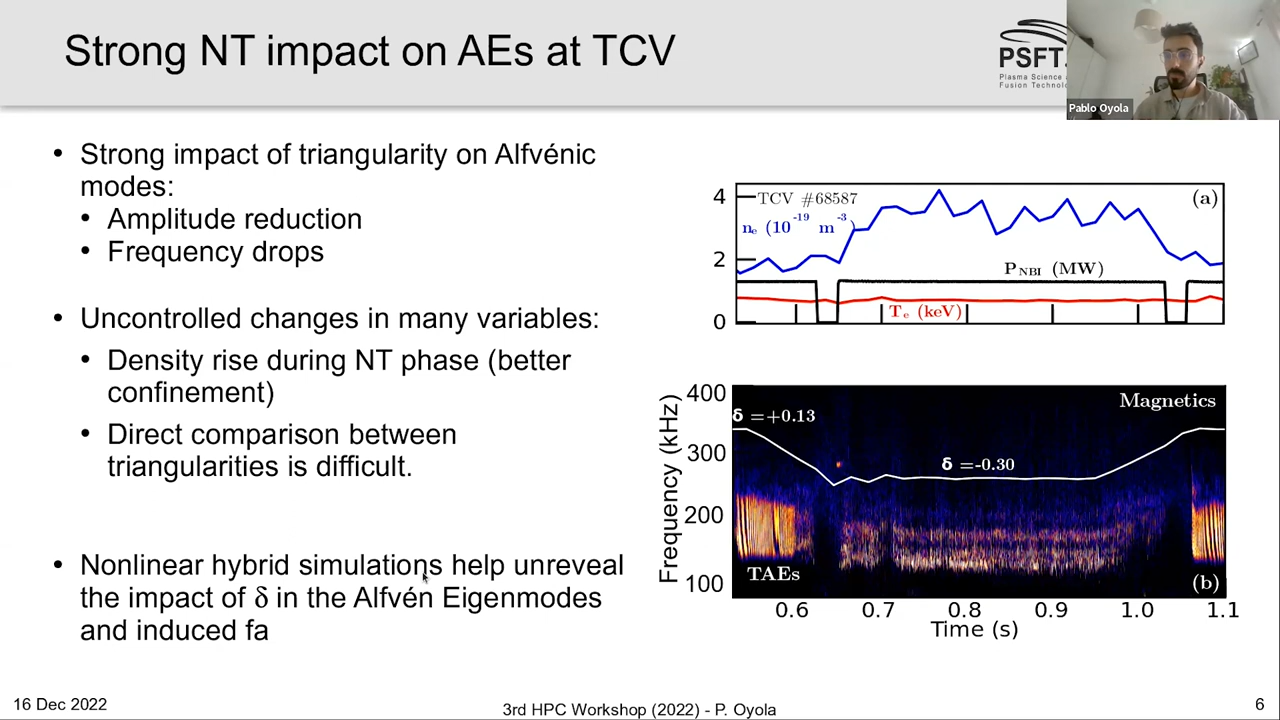 Strong NT impact on AEs at TCV
PSFT
Plasma Science
Fusion Technol
Pablo Oyola
• Strong impact of triangularity on Alfvénic
modes:
• Amplitude reduction
• Frequency drops
• Uncontrolled changes in many variables:
• Density rise during NT phase (better
confinement)
• Direct comparison between
triangularities is difficult.
• Nonlinear hybrid simulations help unreveal
the impact of δ in the Alfvén Eigenmodes
and induced fa
4
2
0
TCV #68587
(a)
nₑ (10⁻¹⁹ m⁻³)
P NBI (MW)
Tₑ (keV)
Frequency (kHz)
400
300
200
100
Magnetics
δ =+0.13
δ =-0.30
TAEs
(b)
0.6 0.7 0.8 0.9 1.0 1.1
Time (s)
16 Dec 2022
3rd HPC Workshop (2022) - P. Oyola
6